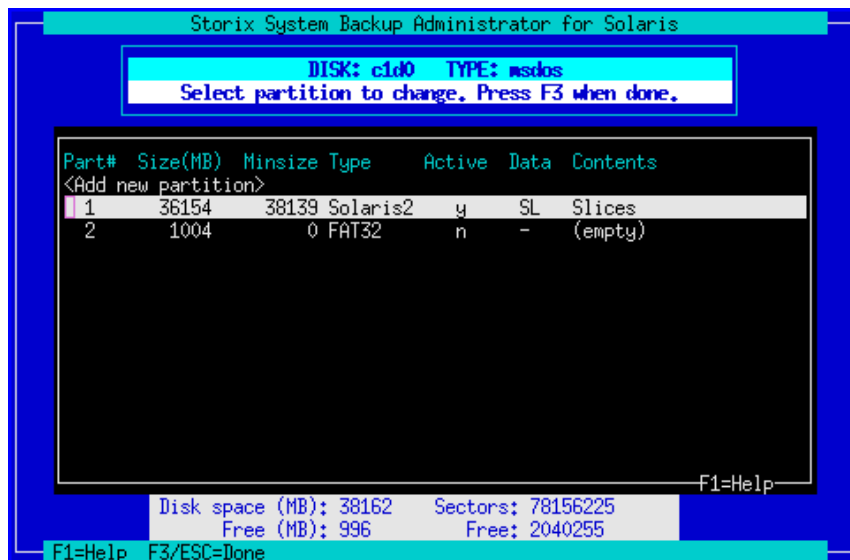 Storix System Backup Administrator for Solaris
DISK: c1d0 TYPE: msdos
Select partition to change. Press F3 when done.
Part# Size(MB) Minsize Type Active Data Contents
<Add new partition>
1 36154 38139 Solaris2 y SL Slices
2 1004 0 FAT32 n - (empty)
F1=Help
Disk space (MB): 38162 Sectors: 78156225
Free (MB): 996 Free: 2040255
F1=Help F3/ESC=Done